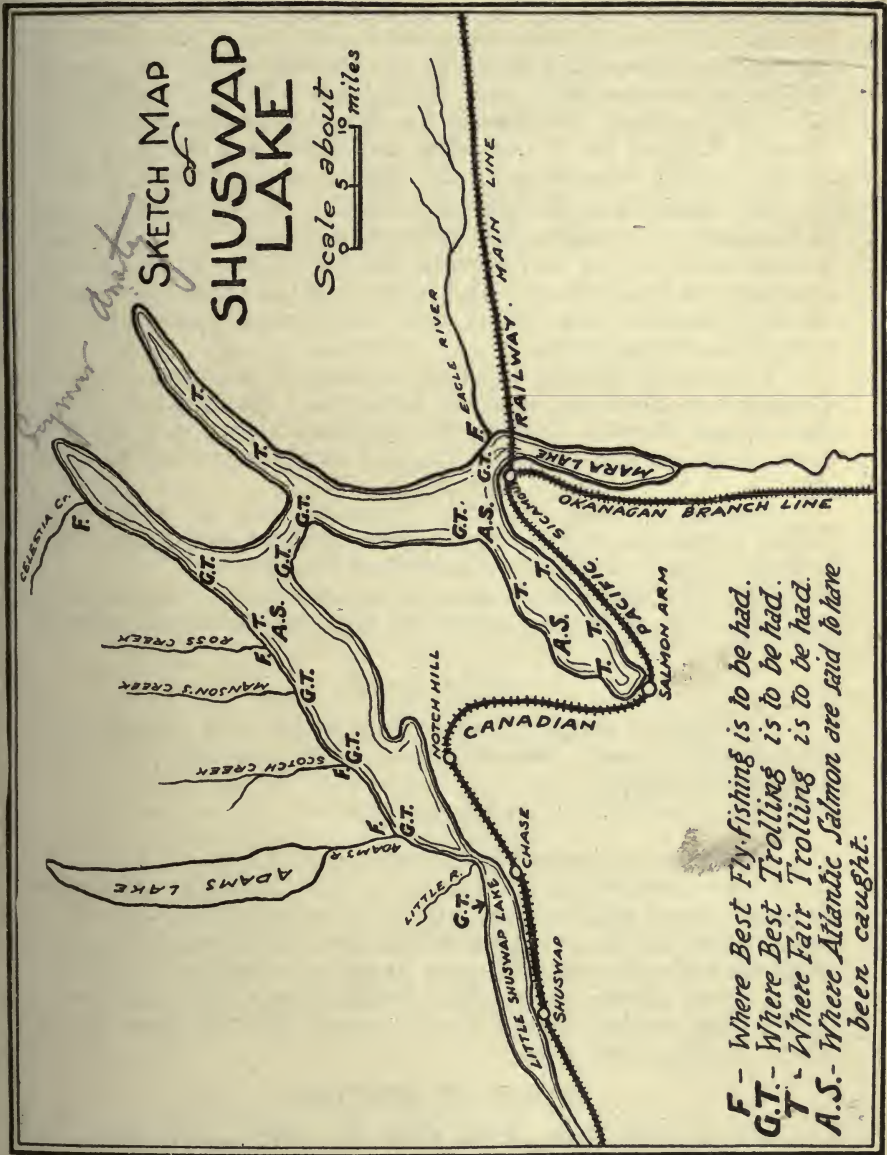 SKETCH MAP
of
SHUSWAP
LAKE
Scale about
0 5 10 miles
Seymour
CELESTIA CR.
F.
G.T.
T.
T.
G.T.
G.T.
ROSS CREEK
F.
T.
A.S.
MANSON'S CREEK
G.T.
SCOTCH CREEK
F.
G.T.
ADAMS LAKE
ADAMS R.
F.
G.T.
LITTLE R.
G.T.
LITTLE SHUSWAP LAKE
SHUSWAP
CHASE
NOTCH HILL
CANADIAN
PACIFIC.
RAILWAY. MAIN LINE
SALMON ARM
SICAMOUS
EAGLE RIVER
F.
G.T.
A.S.-G.T.
T.
T.
A.S.
T.
T.
MARA LAKE
OKANAGAN BRANCH LINE
F - Where Best Fly-fishing is to be had.
G.T.- Where Best Trolling is to be had.
T - Where Fair Trolling is to be had.
A.S.- Where Atlantic Salmon are said to have
been caught.